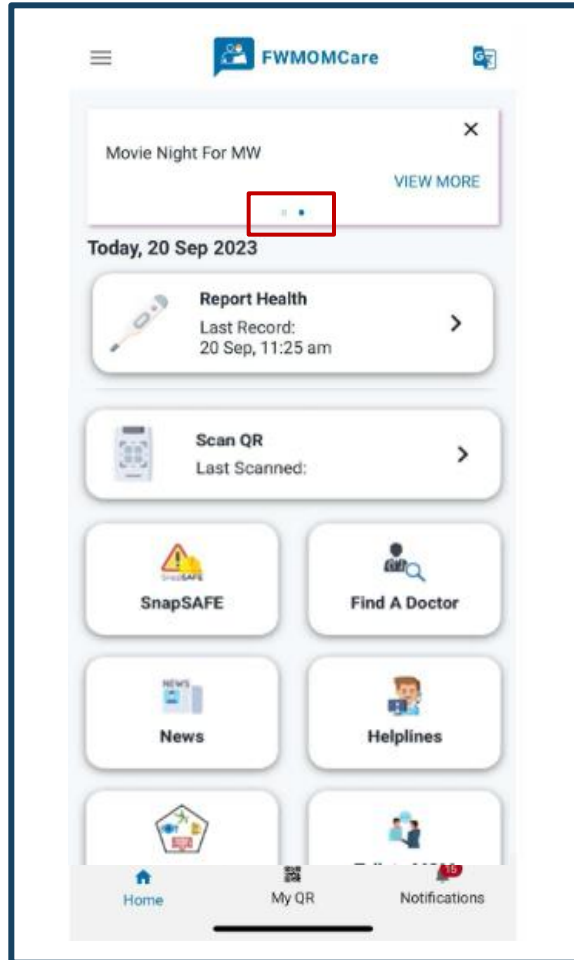 FWMOMCare
Movie Night For MW
VIEW MORE
Today, 20 Sep 2023
Report Health
Last Record:
20 Sep, 11:25 am
Scan QR
Last Scanned:
SnapSAFE
Find A Doctor
NEWS
News
Helplines
15
Home
My QR
Notifications